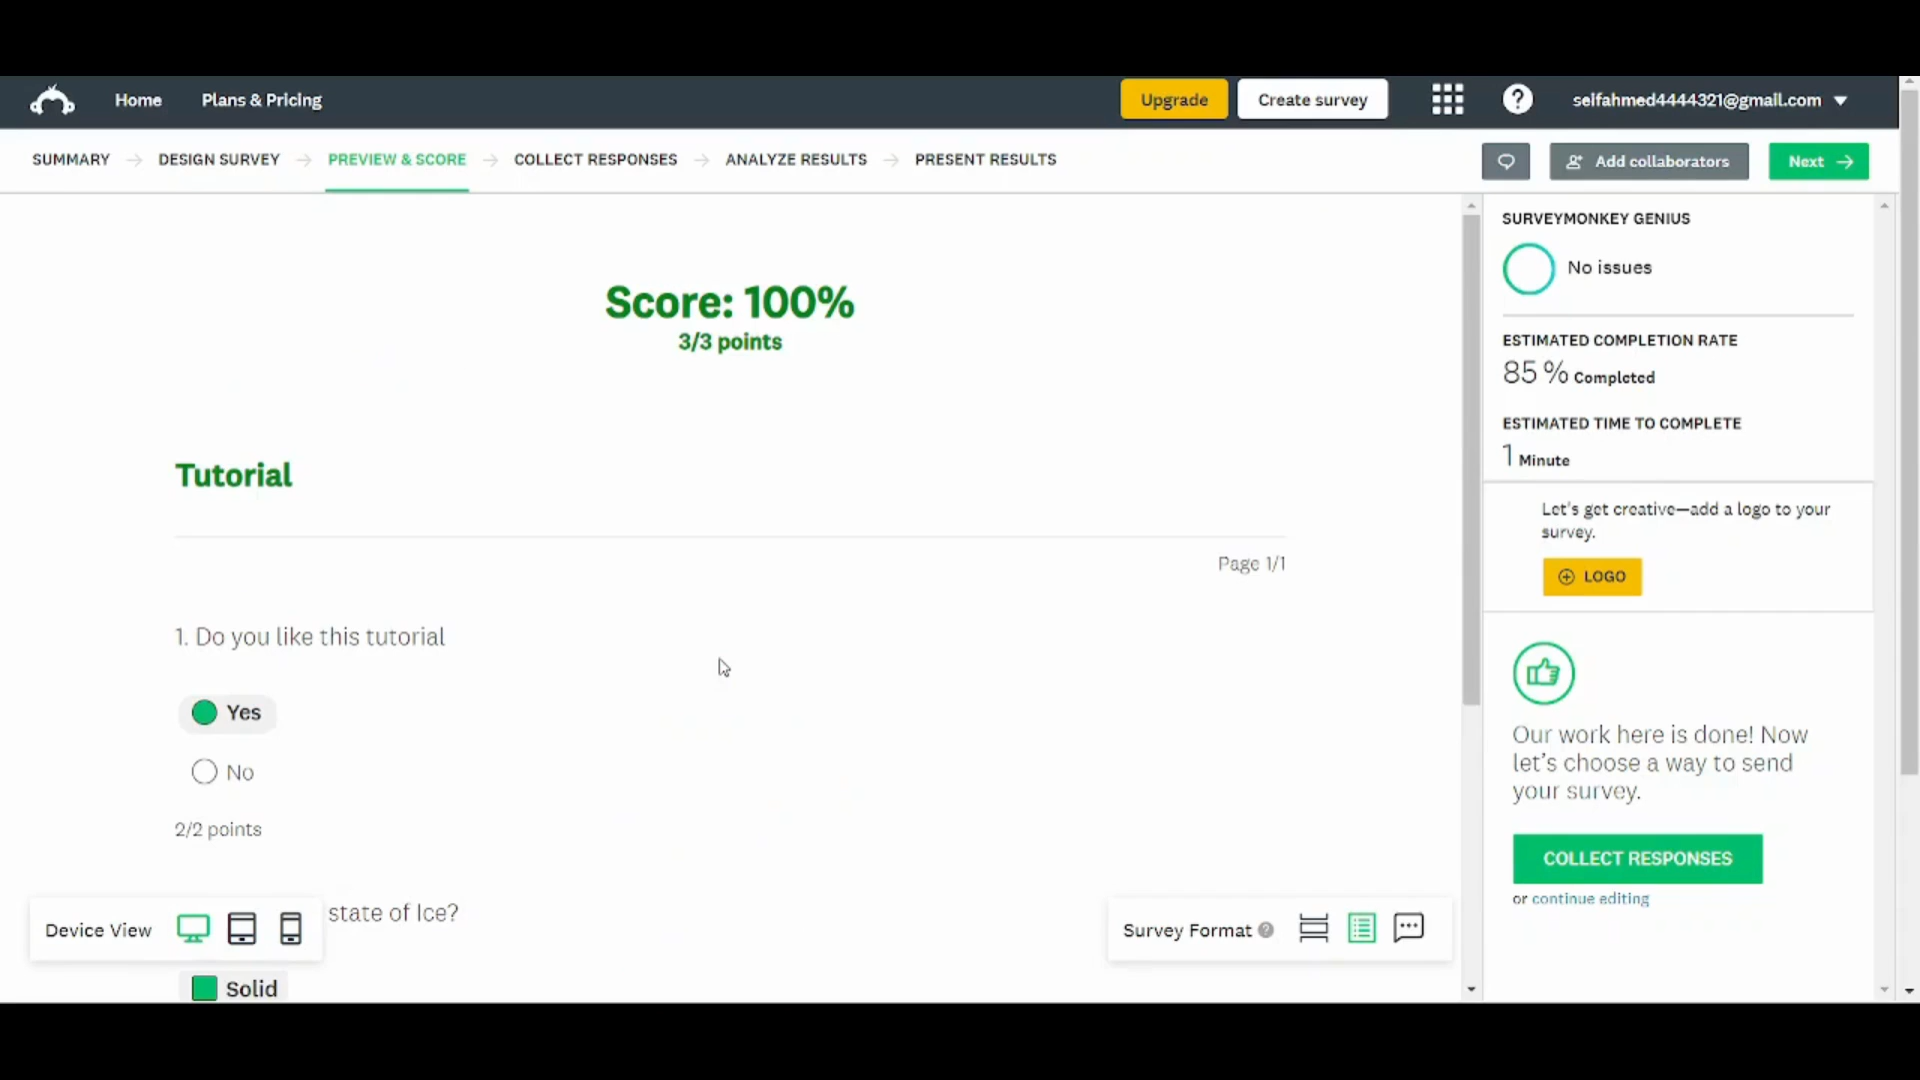 Home Plans & Pricing Upgrade Create survey ? seifahmed4444321@gmail.com
SUMMARY DESIGN SURVEY PREVIEW & SCORE COLLECT RESPONSES ANALYZE RESULTS PRESENT RESULTS Add collaborators Next
Score: 100%
3/3 points
Tutorial
Page 1/1
1. Do you like this tutorial
Yes
No
2/2 points
state of Ice?
Solid
Device View
Survey Format ?
SURVEYMONKEY GENIUS
No issues
ESTIMATED COMPLETION RATE
85 % Completed
ESTIMATED TIME TO COMPLETE
1 Minute
Let's get creative—add a logo to your
survey.
LOGO
Our work here is done! Now
let's choose a way to send
your survey.
COLLECT RESPONSES
or continue editing